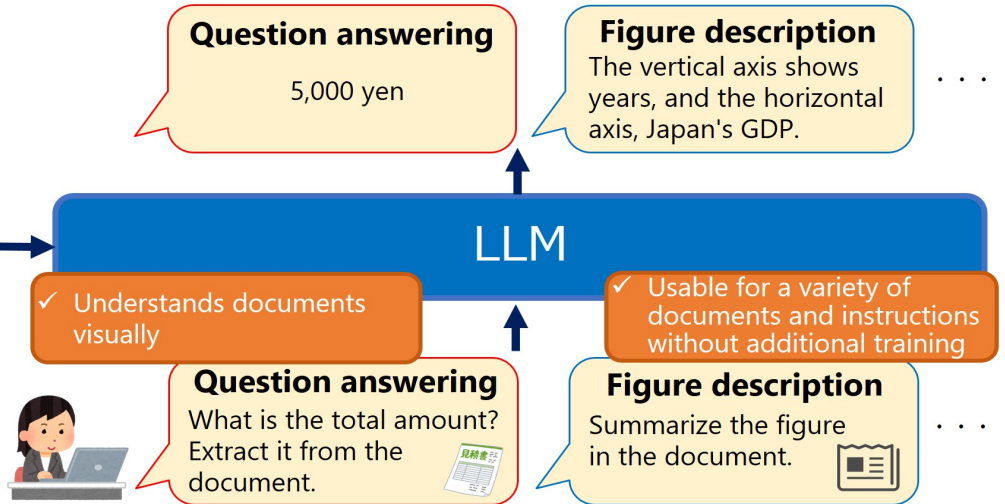 Question answering
5,000 yen
Figure description
The vertical axis shows
years, and the horizontal
axis, Japan's GDP.
. . .
LLM
✓ Understands documents
visually
✓ Usable for a variety of
documents and instructions
without additional training
Question answering
What is the total amount?
Extract it from the
document.
見積書
Figure description
Summarize the figure
in the document.
. . .